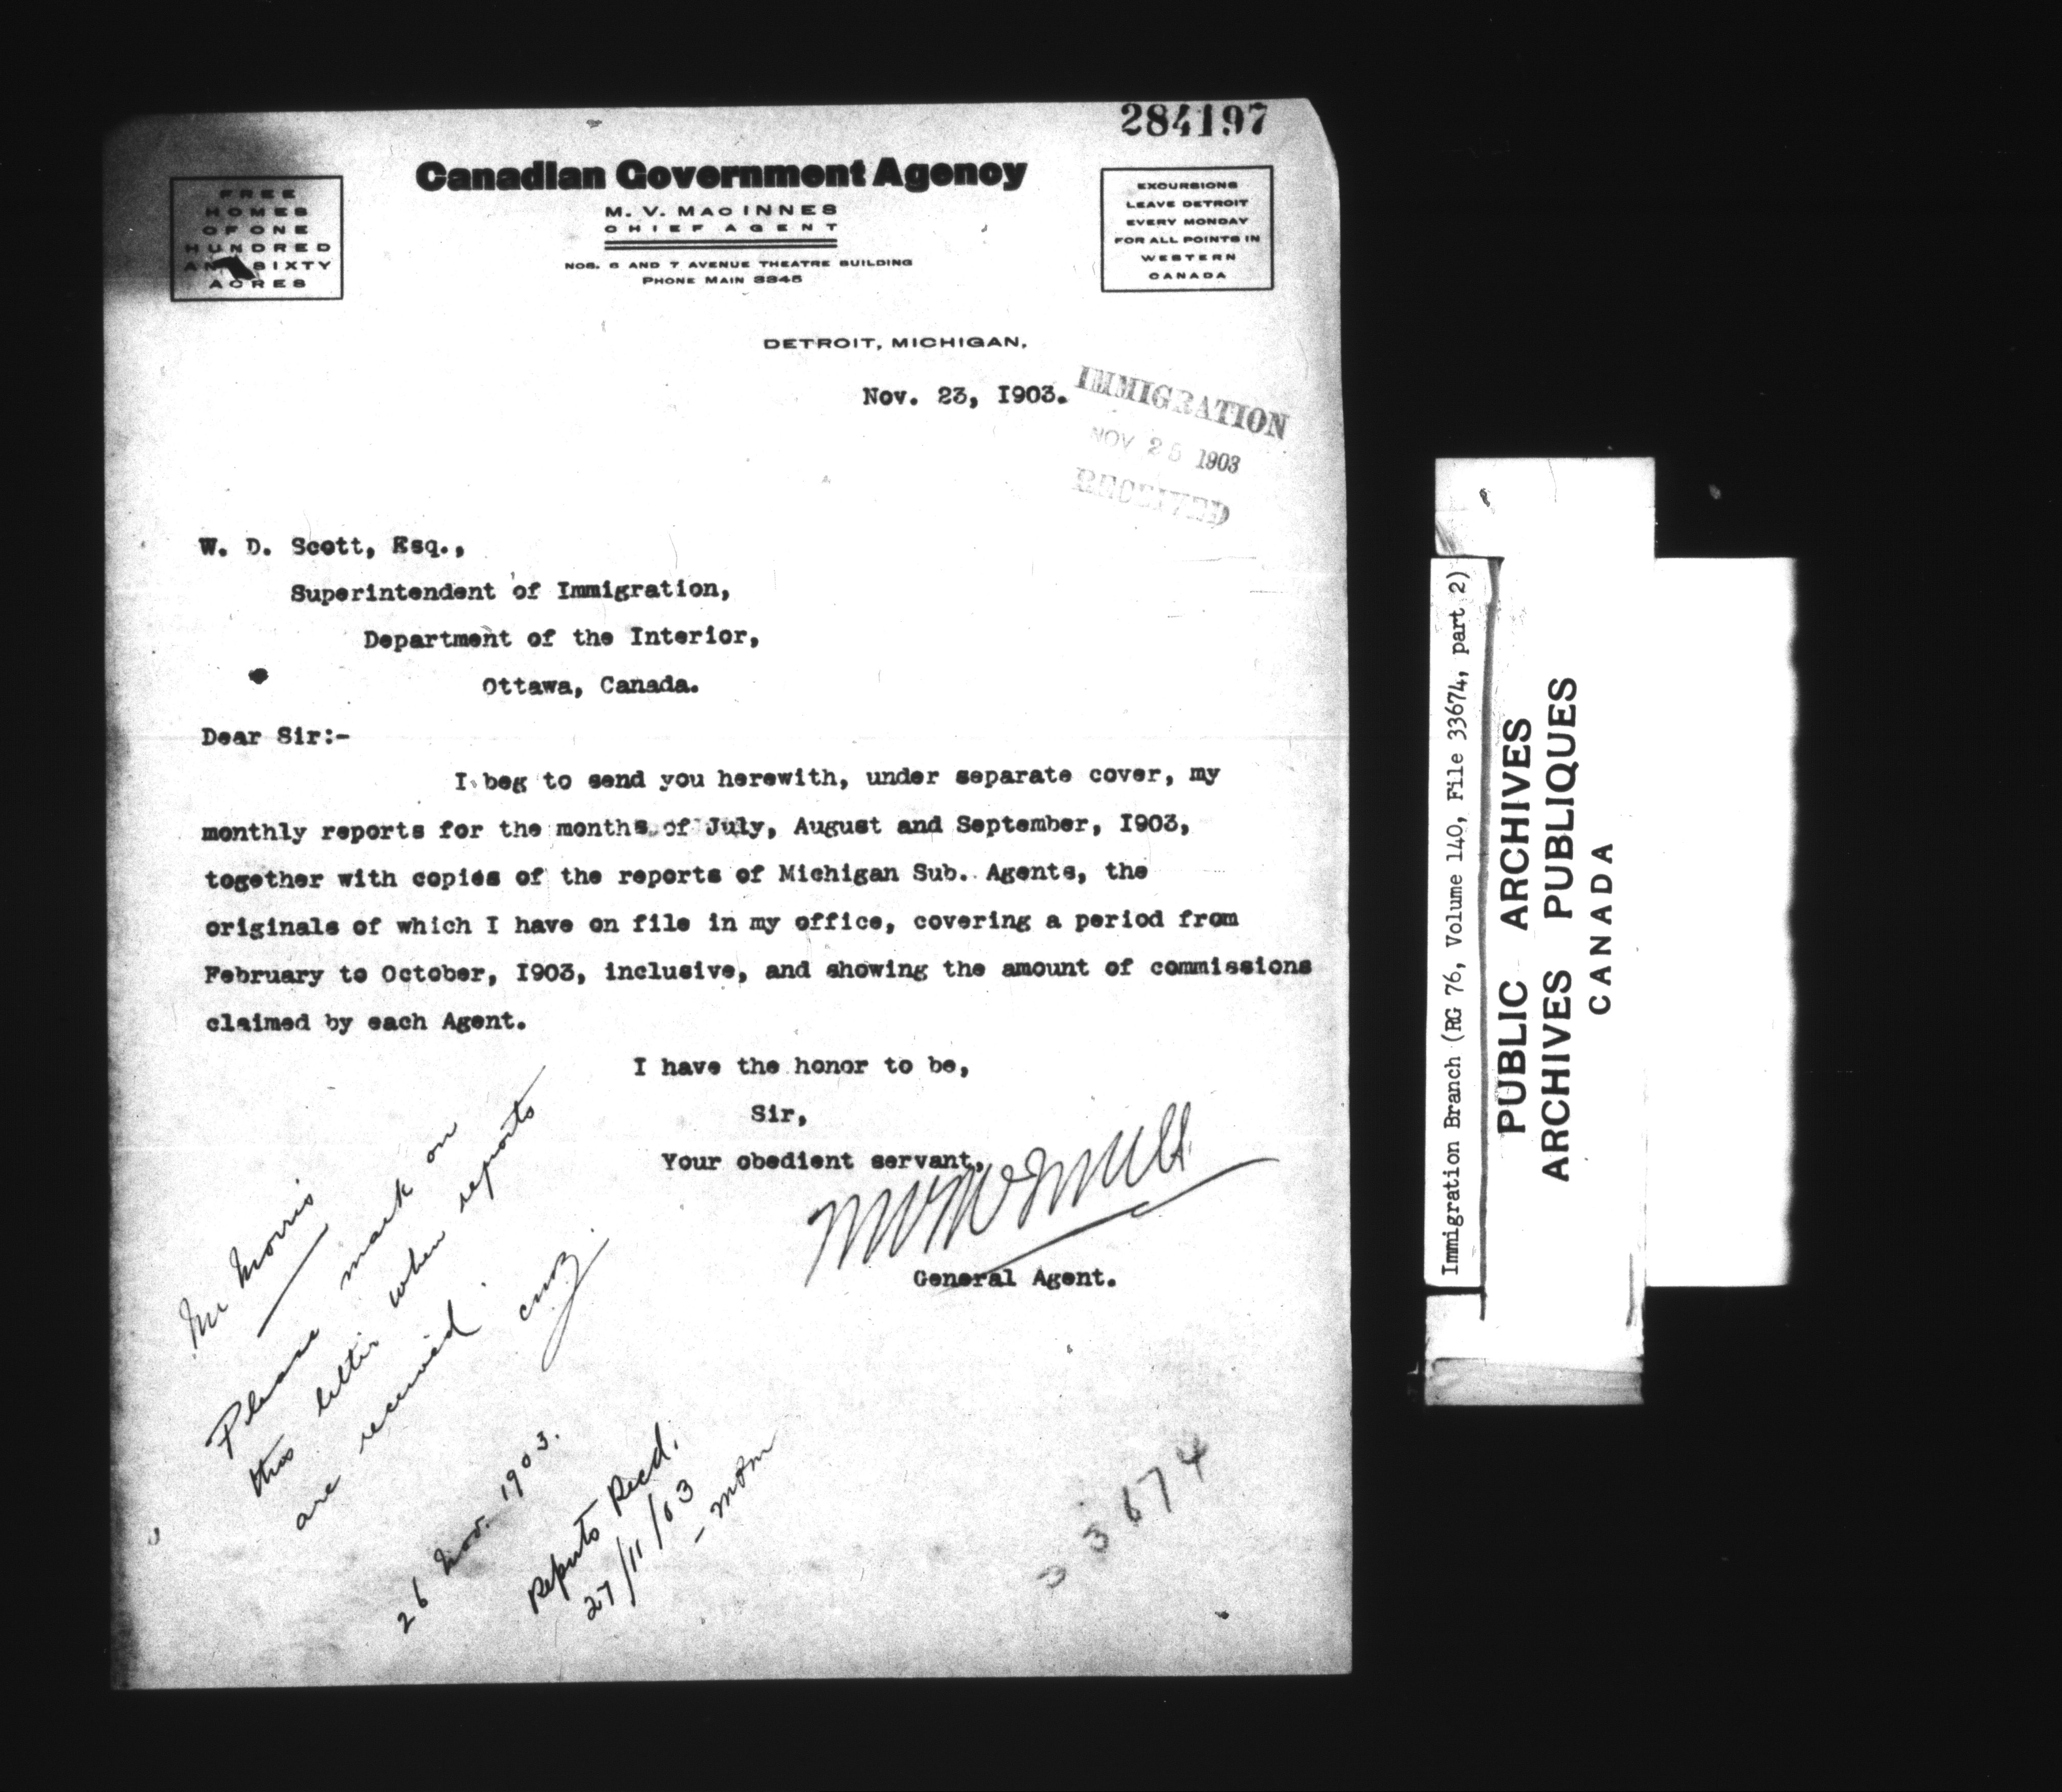 284197
FREE
HOMES
OF ONE
HUNDRED
AND SIXTY
ACRES
Canadian Government Agency
M. V. MACINNES
CHIEF AGENT
NOS. 6 AND 7 AVENUE THEATRE BUILDING
PHONE MAIN 3345
EXCURSIONS
LEAVE DETROIT
EVERY MONDAY
FOR ALL POINTS IN
WESTERN
CANADA
DETROIT, MICHIGAN,
Nov. 23, 1903.
IMMIGRATION
NOV 25 1903
RECEIVED
W. D. Scott, Esq.,
Superintendent of Immigration,
Department of the Interior,
Ottawa, Canada.
Dear Sir:-
I beg to send you herewith, under separate cover, my
monthly reports for the months of July, August and September, 1903,
together with copies of the reports of Michigan Sub. Agents, the
originals of which I have on file in my office, covering a period from
February to October, 1903, inclusive, and showing the amount of commissions
claimed by each Agent.
I have the honor to be,
Sir,
Your obedient servant,
General Agent.
Mr Morris
Please mark on
this letter when reports
are received
26 Nov. 1903.
Reports Recd.
27/11/03
33674
Immigration Branch (RG 76, Volume 140, File 33674, part 2)
PUBLIC ARCHIVES
ARCHIVES PUBLIQUES
CANADA